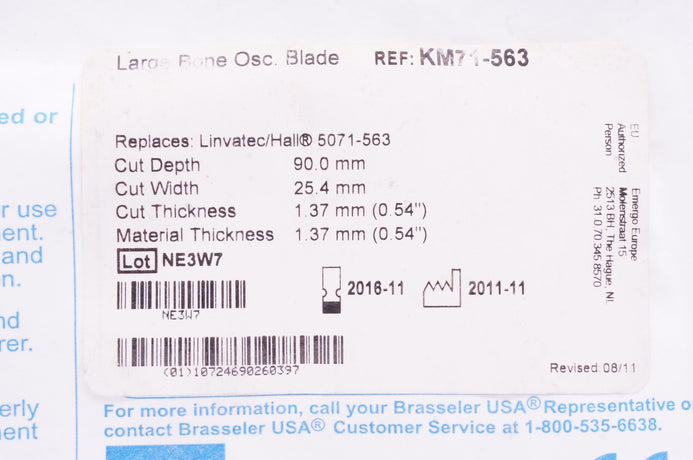 Large Bone Osc. Blade REF: KM71-563
ed or
Replaces: Linvatec/Hall® 5071-563
Cut Depth 90.0 mm
Cut Width 25.4 mm
Cut Thickness 1.37 mm (0.54")
Material Thickness 1.37 mm (0.54")
Lot NE3W7
NE3W7
2016-11
2011-11
(01)10724690260397
EU
Authorized
Person
Emergo Europe
Molenstraat 15
2513 BH, The Hague, NL
Ph: 31 0 70 345 8570
Revised 08/11
r use
ent.
and
n.
nd
rer.
erly
ment
For more information, call your Brasseler USA® Representative o
contact Brasseler USA® Customer Service at 1-800-535-6638.